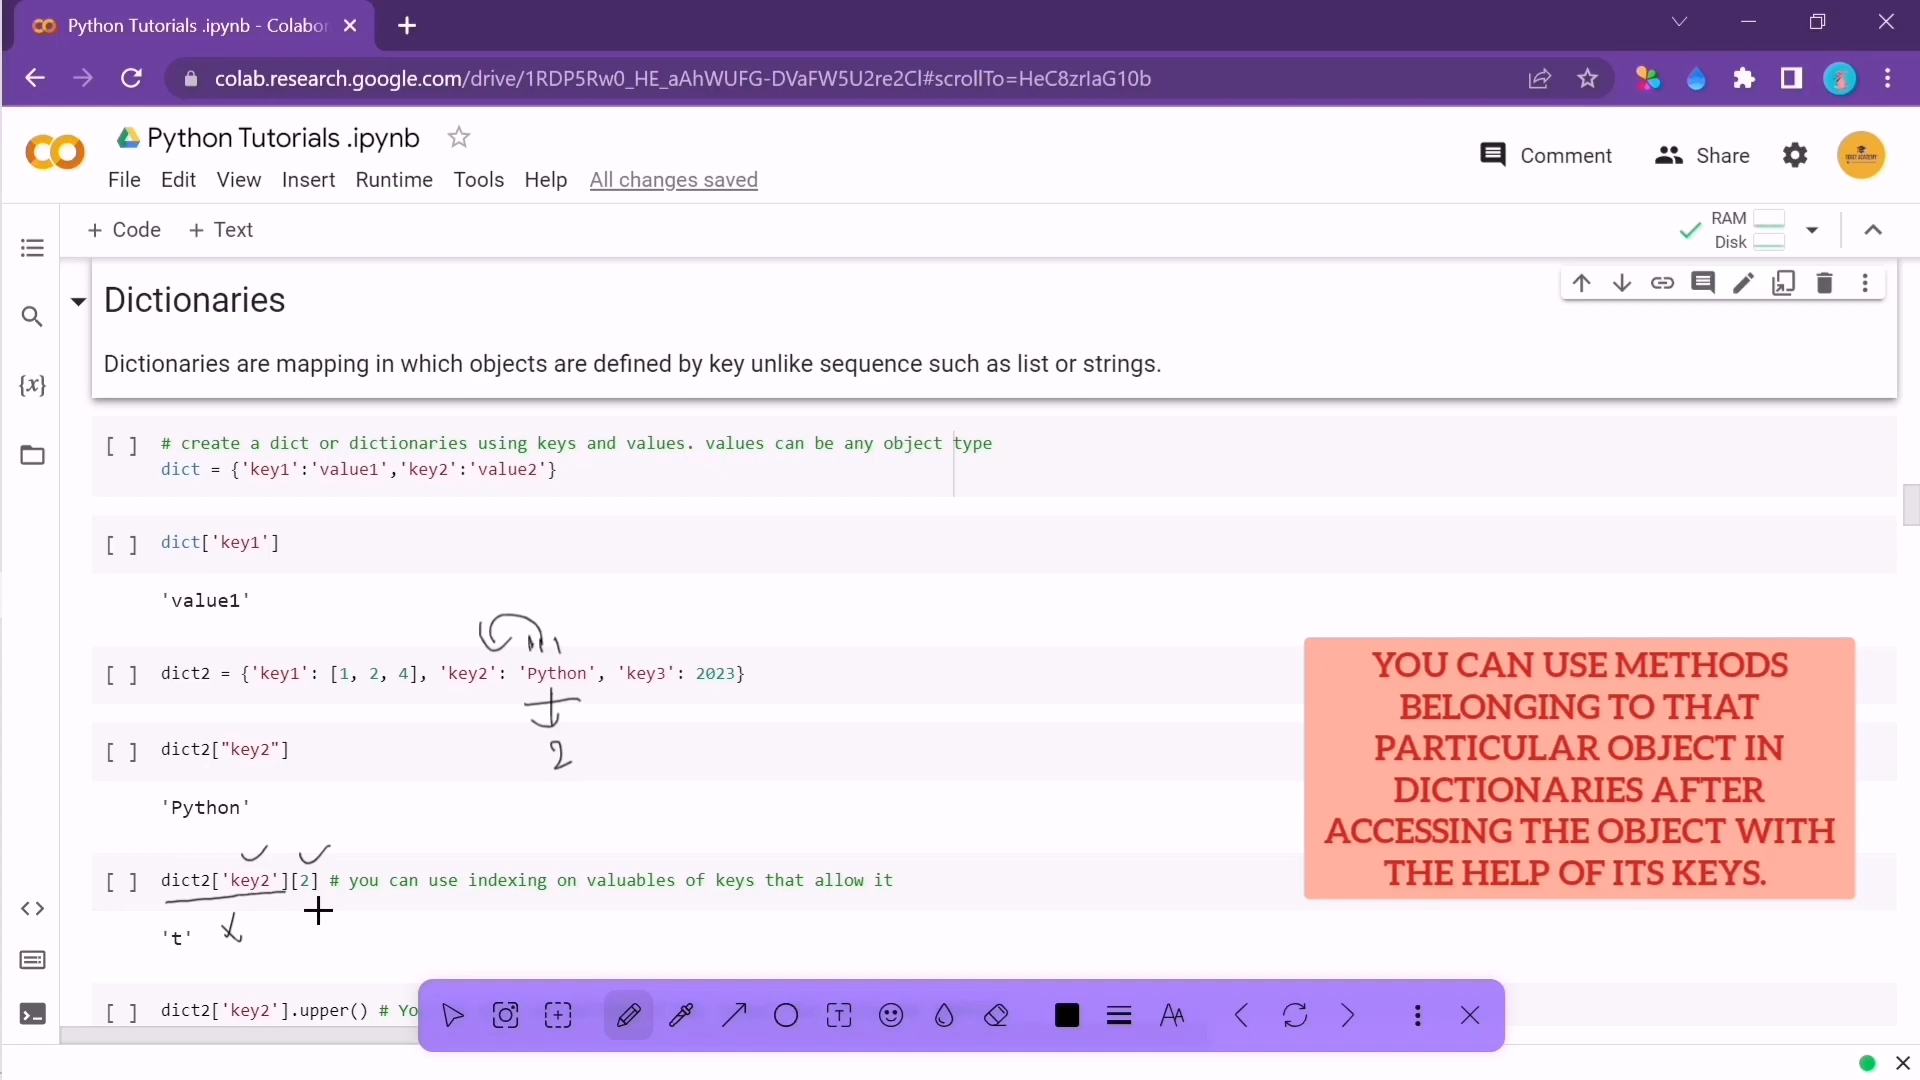 Python Tutorials .ipynb - Colabor
colab.research.google.com/drive/1RDP5Rw0_HE_aAhWUFG-DVaFW5U2re2Cl#scrollTo=HeC8zrIaG10b
Python Tutorials .ipynb
File Edit View Insert Runtime Tools Help All changes saved
Comment
Share
+ Code + Text
RAM
Disk
Dictionaries
Dictionaries are mapping in which objects are defined by key unlike sequence such as list or strings.
[ ] # create a dict or dictionaries using keys and values. values can be any object type
dict = {'key1':'value1','key2':'value2'}
[ ] dict['key1']
'value1'
[ ] dict2 = {'key1': [1, 2, 4], 'key2': 'Python', 'key3': 2023}
2
[ ] dict2["key2"]
'Python'
[ ] dict2['key2'][2] # you can use indexing on valuables of keys that allow it
't'
[ ] dict2['key2'].upper() # Yo
YOU CAN USE METHODS
BELONGING TO THAT
PARTICULAR OBJECT IN
DICTIONARIES AFTER
ACCESSING THE OBJECT WITH
THE HELP OF ITS KEYS.